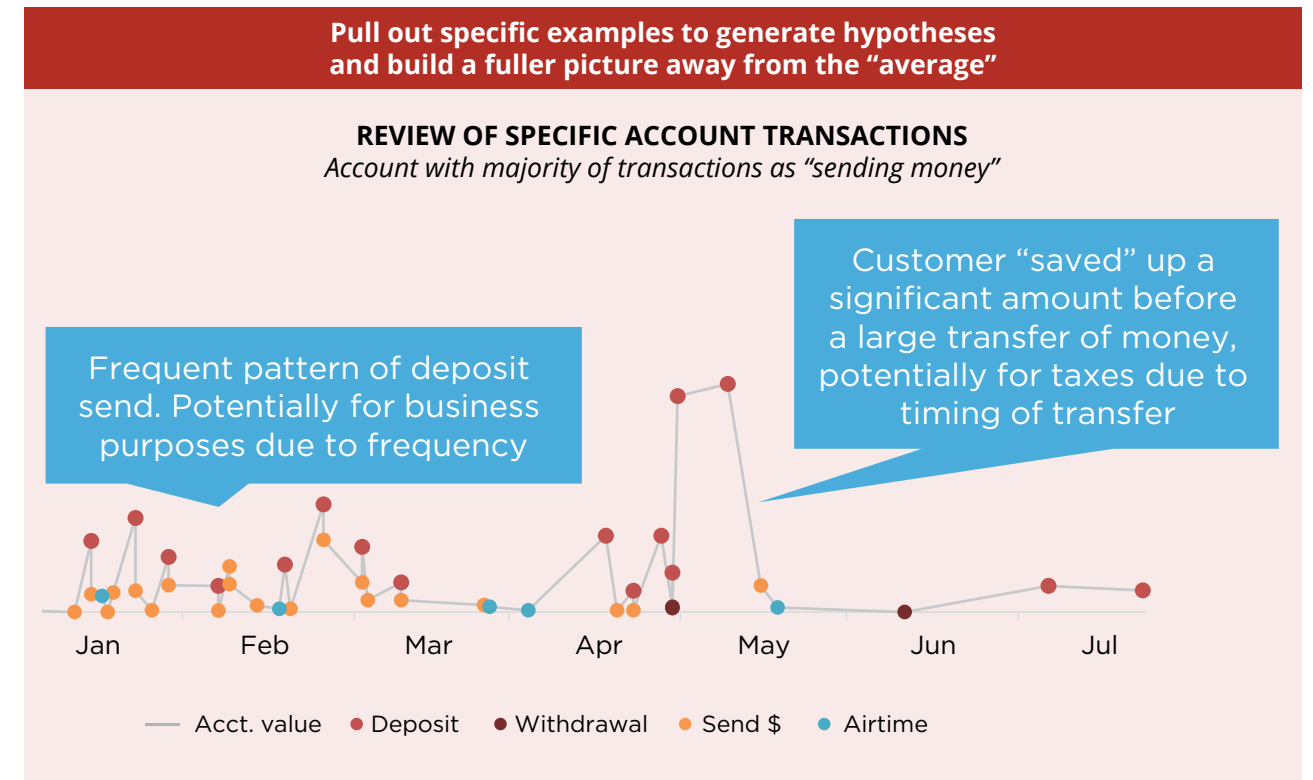 Pull out specific examples to generate hypotheses
and build a fuller picture away from the “average”
REVIEW OF SPECIFIC ACCOUNT TRANSACTIONS
Account with majority of transactions as “sending money”
Customer “saved” up a
significant amount before
a large transfer of money,
potentially for taxes due to
timing of transfer
Frequent pattern of deposit
send. Potentially for business
purposes due to frequency
Jan Feb Mar Apr May Jun Jul
Acct. value Deposit Withdrawal Send $ Airtime